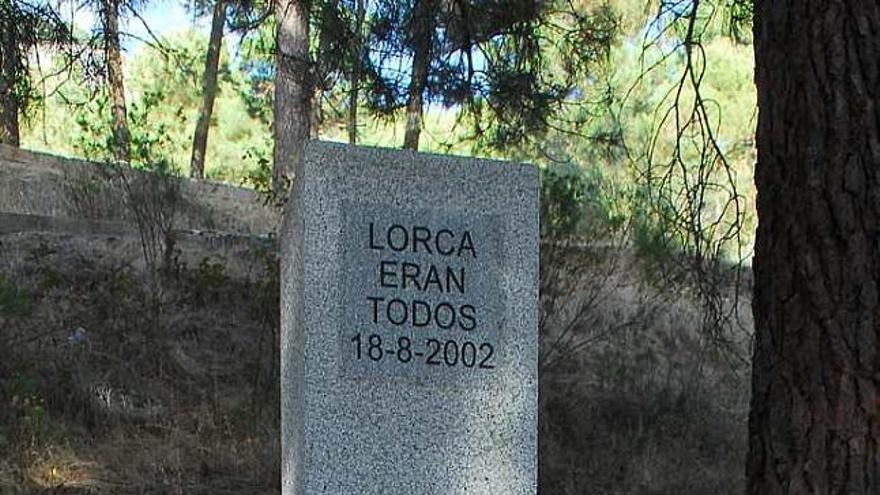 LORCA
ERAN
TODOS
18-8-2002